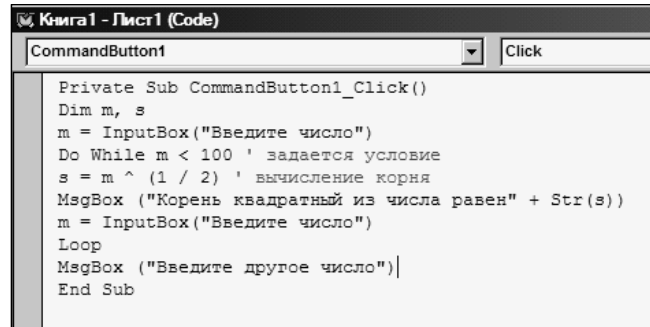 Книга1 - Лист1 (Code)
CommandButton1 Click
Private Sub CommandButton1_Click()
Dim m, s
m = InputBox("Введите число")
Do While m < 100 ' задается условие
s = m ^ (1 / 2) ' вычисление корня
MsgBox ("Корень квадратный из числа равен" + Str(s))
m = InputBox("Введите число")
Loop
MsgBox ("Введите другое число")
End Sub